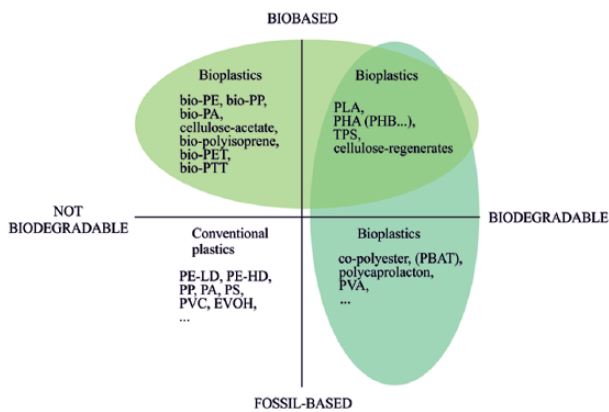 BIOBASED
Bioplastics
bio-PE, bio-PP,
bio-PA,
cellulose-acetate,
bio-polyisoprene,
bio-PET,
bio-PTT
Bioplastics
PLA,
PHA (PHB...),
TPS,
cellulose-regenerates
NOT
BIODEGRADABLE
BIODEGRADABLE
Conventional
plastics
PE-LD, PE-HD,
PP, PA, PS,
PVC, EVOH,
...
Bioplastics
co-polyester, (PBAT),
polycaprolacton,
PVA,
...
FOSSIL-BASED